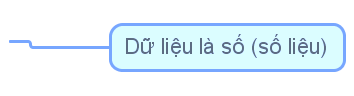 Dữ liệu là số (số liệu)